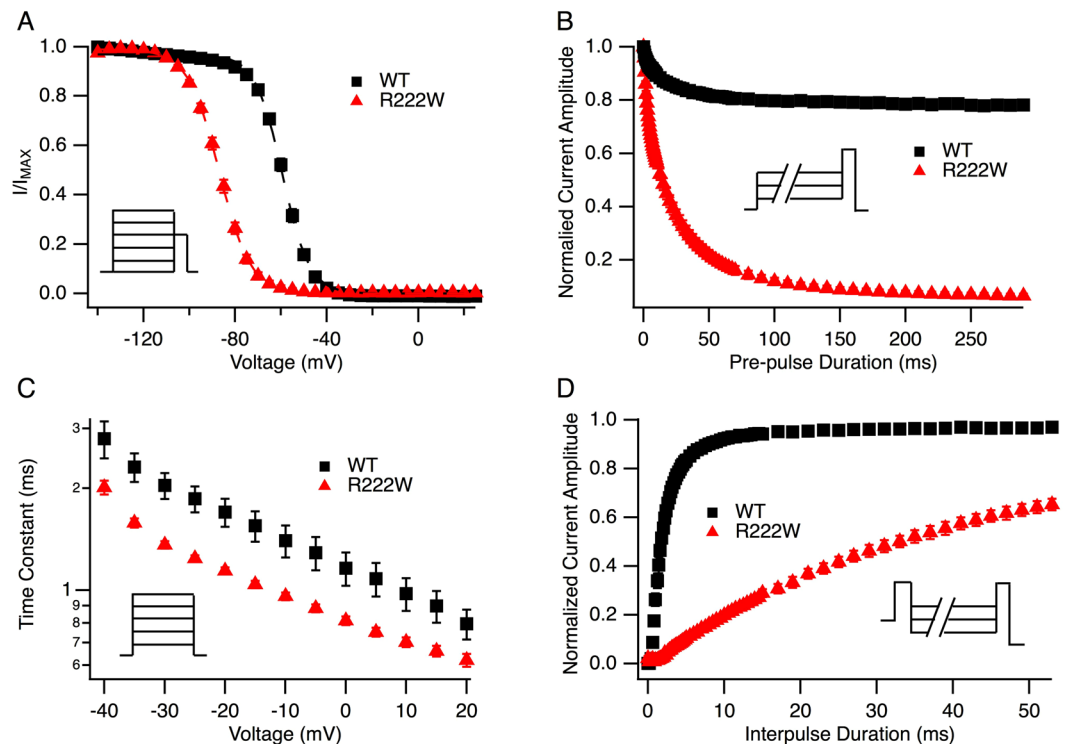 A
1.0
0.8
0.6
0.4
0.2
0.0
I/IMAX
WT
R222W
-120
-80
-40
0
Voltage (mV)
B
1.0
0.8
0.6
0.4
0.2
Normalied Current Amplitude
WT
R222W
0
50
100
150
200
250
Pre-pulse Duration (ms)
C
3
2
1
9
8
7
6
Time Constant (ms)
WT
R222W
-40
-30
-20
-10
0
10
20
Voltage (mV)
D
1.0
0.8
0.6
0.4
0.2
0.0
Normalized Current Amplitude
WT
R222W
0
10
20
30
40
50
Interpulse Duration (ms)